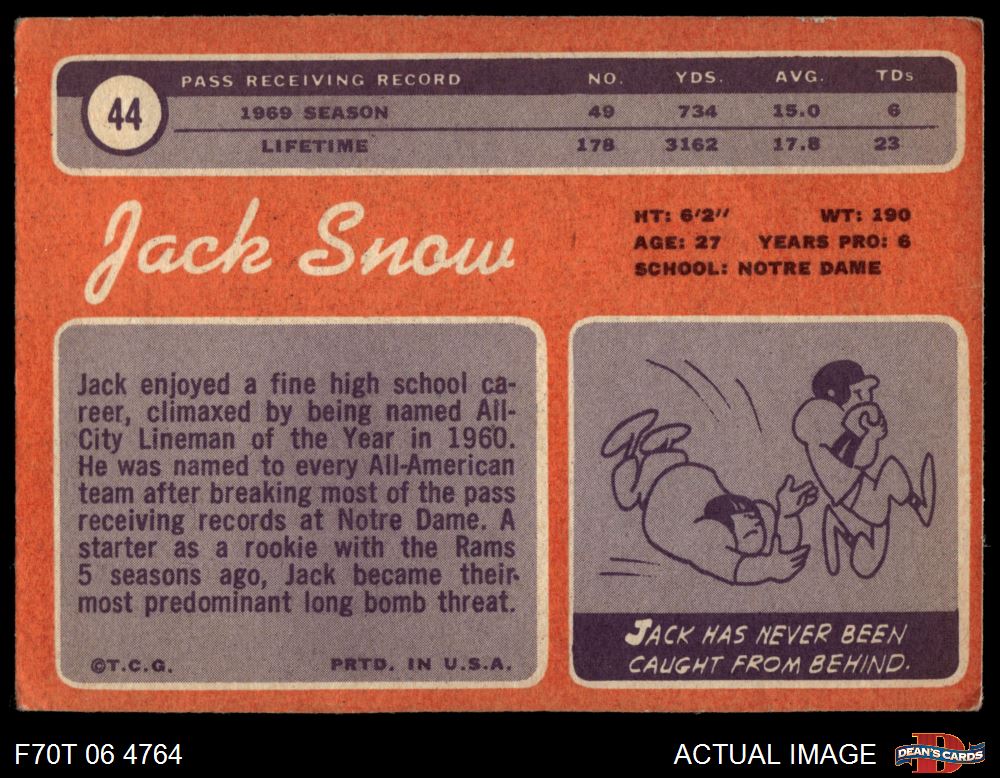 PASS RECEIVING RECORD NO. YDS. AVG. TDs
44
1969 SEASON 49 734 15.0 6
LIFETIME 178 3162 17.8 23
Jack Snow
HT: 6'2" WT: 190
AGE: 27 YEARS PRO: 6
SCHOOL: NOTRE DAME
Jack enjoyed a fine high school ca-
reer, climaxed by being named All-
City Lineman of the Year in 1960.
He was named to every All-American
team after breaking most of the pass
receiving records at Notre Dame. A
starter as a rookie with the Rams
5 seasons ago, Jack became their
most predominant long bomb threat.
©T.C.G. PRTD. IN U.S.A.
JACK HAS NEVER BEEN
CAUGHT FROM BEHIND.
F70T 06 4764
ACTUAL IMAGE
DEAN'S CARDS